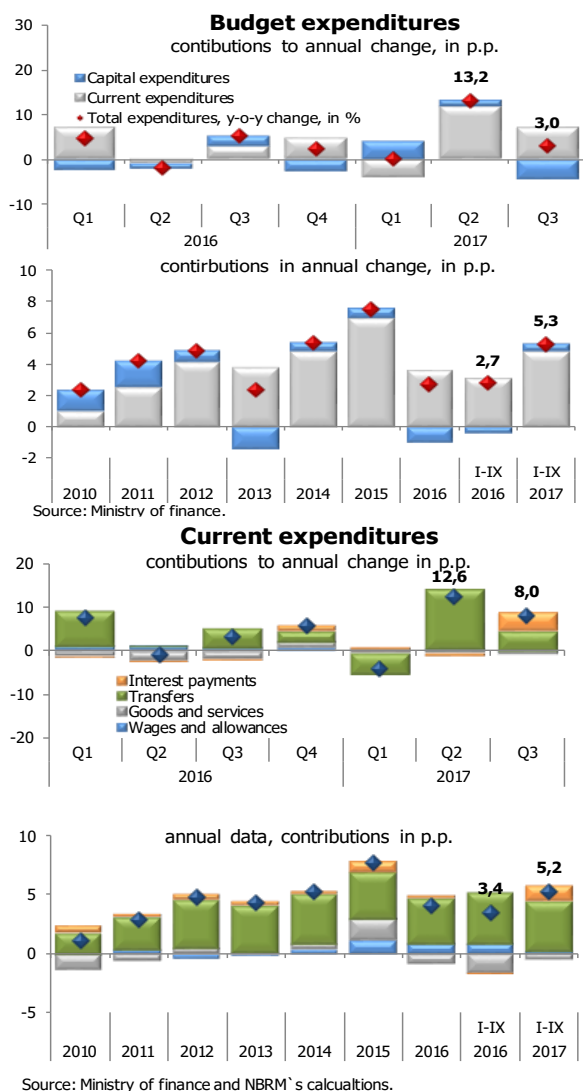 Budget expenditures
contibutions to annual change, in p.p.
30
20
10
0
-10
Capital expenditures
Current expenditures
Total expenditures, y-o-y change, in %
13,2
3,0
Q1 Q2 Q3 Q4 Q1 Q2 Q3
2016 2017
contirbutions in annual change, in p.p.
10
8
6
4
2
0
-2
2,7
5,3
I-IX I-IX
2010 2011 2012 2013 2014 2015 2016 2016 2017
Source: Ministry of finance.
Current expenditures
contibutions to annual change in p.p.
20
10
0
-10
-20
12,6
8,0
Interest payments
Transfers
Goods and services
Wages and allowances
Q1 Q2 Q3 Q4 Q1 Q2 Q3
2016 2017
annual data, contributions in p.p.
10
5
0
-5
3,4
5,2
I-IX I-IX
2010 2011 2012 2013 2014 2015 2016 2016 2017
Source: Ministry of finance and NBRM`s calcualtions.